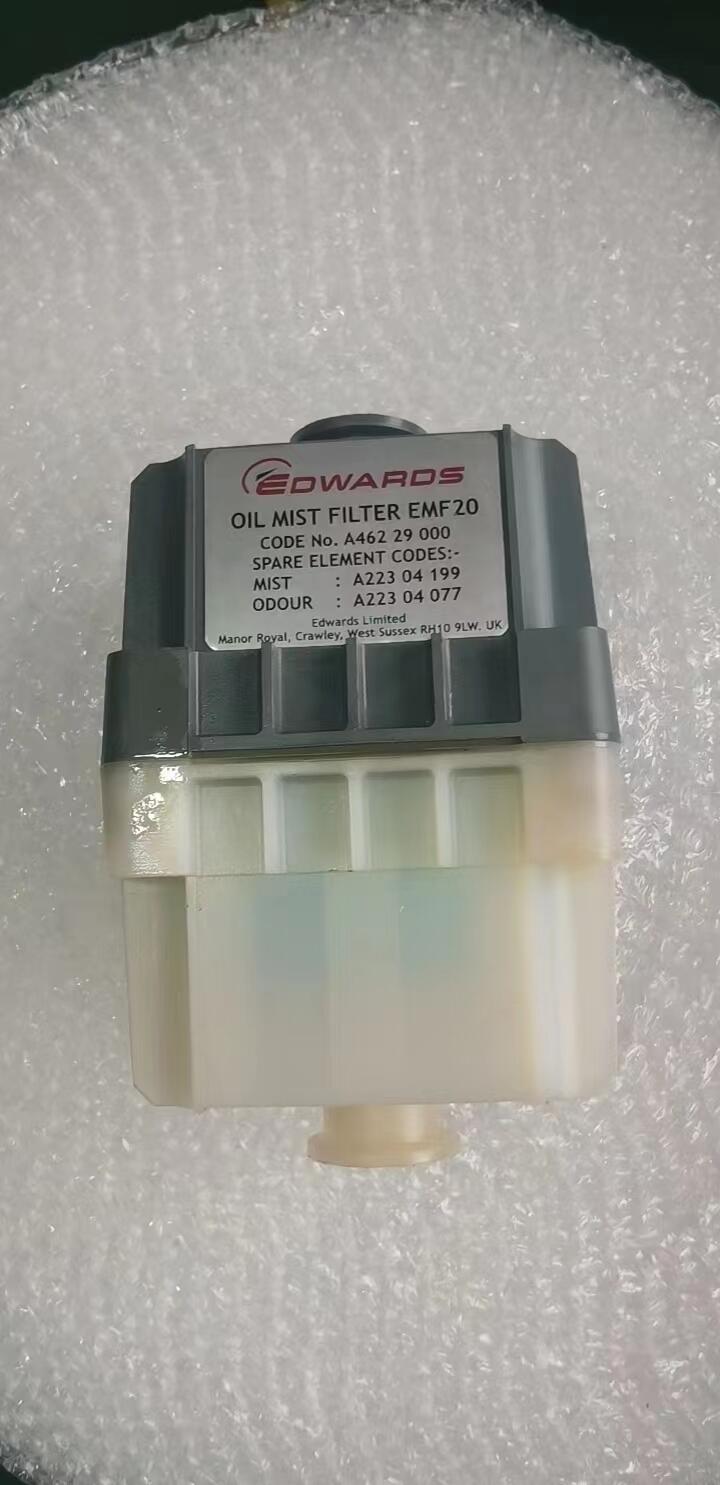 EDWARDS
OIL MIST FILTER EMF20
CODE No. A462 29 000
SPARE ELEMENT CODES:-
MIST : A223 04 199
ODOUR : A223 04 077
Edwards Limited
Manor Royal, Crawley, West Sussex RH10 9LW. UK